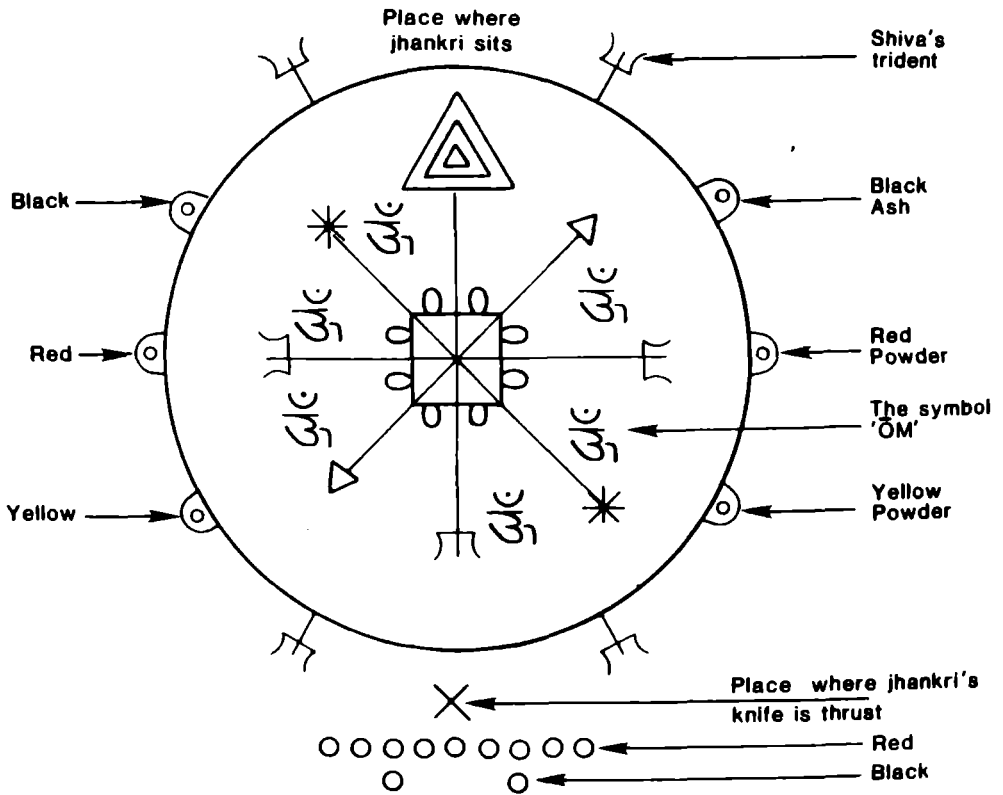 Place where
jhankri sits
Shiva's
trident
Black
Black
Ash
ॐ
ॐ
ॐ
Red
Red
Powder
ॐ
ॐ
The symbol
'ŌM'
Yellow
Yellow
Powder
ॐ
Place where jhankri's
knife is thrust
Red
Black